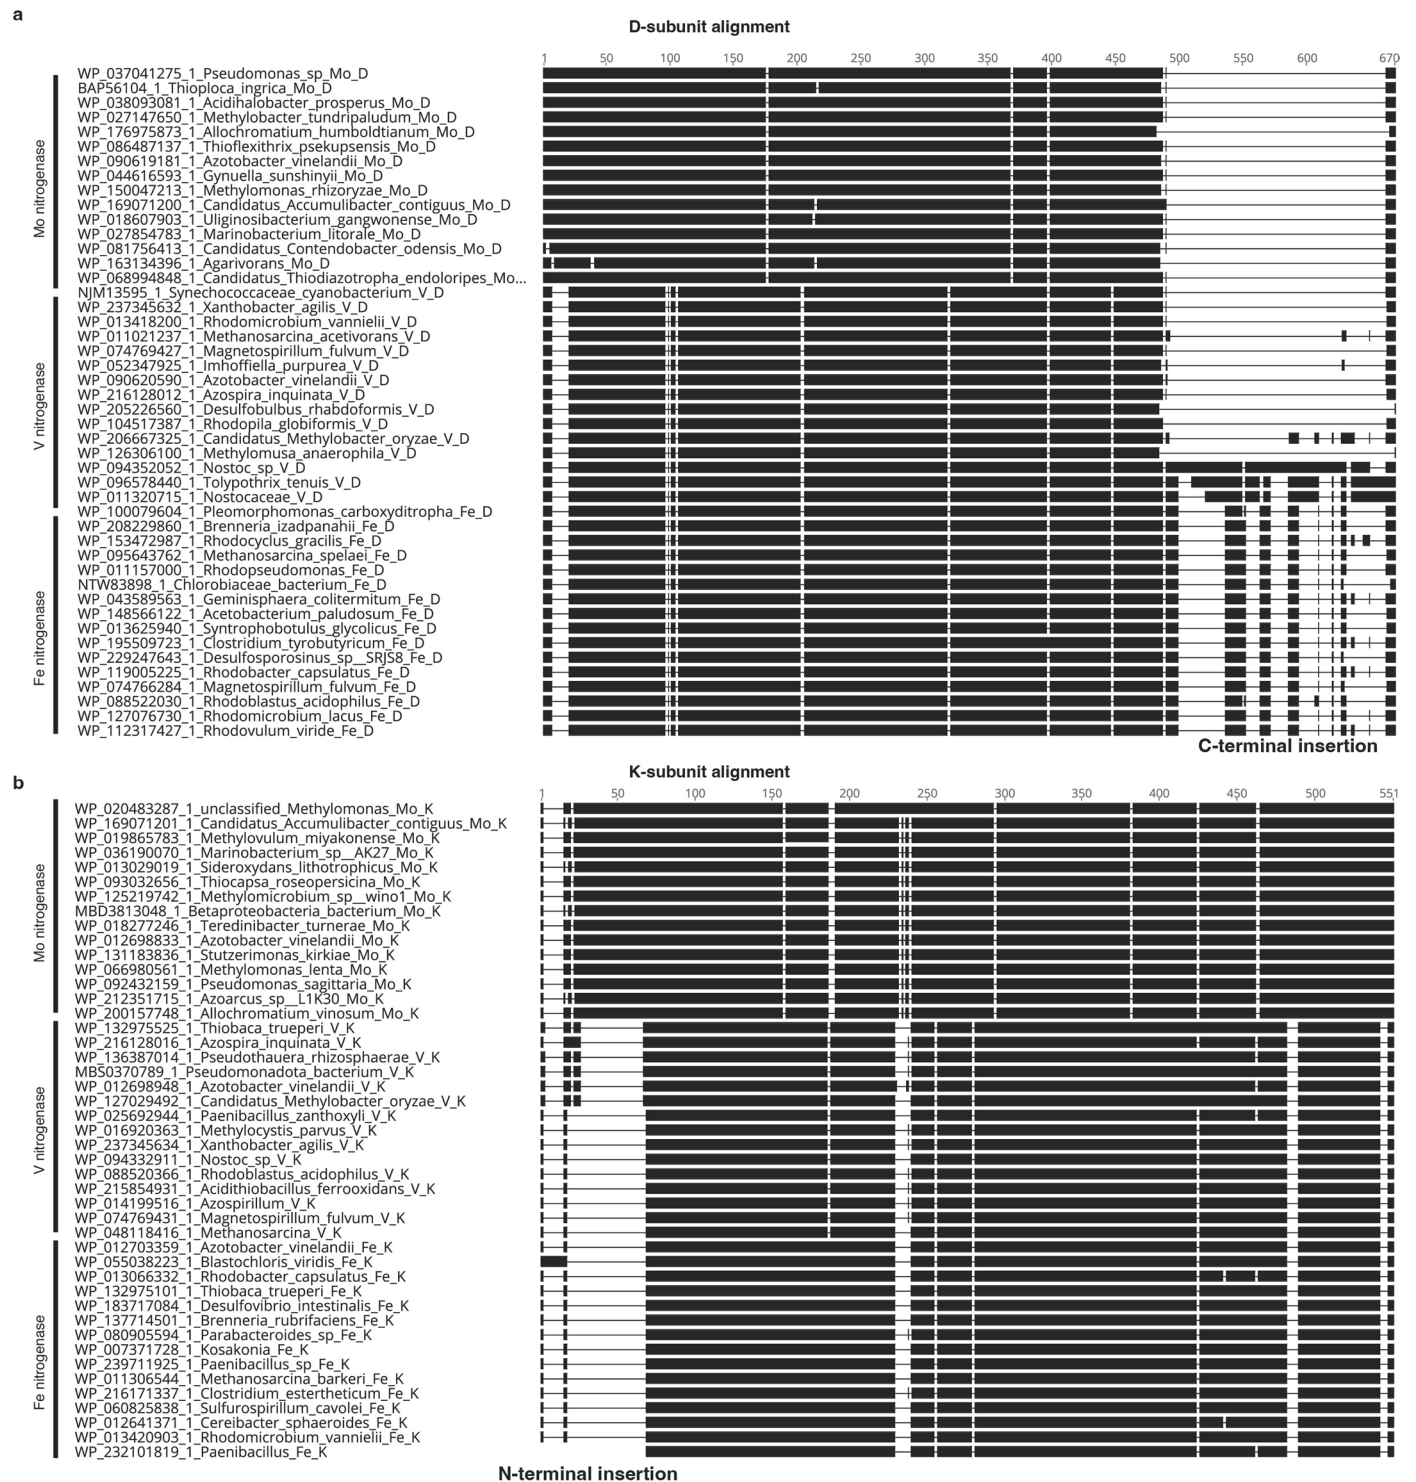 a
D-subunit alignment
1 50 100 150 200 250 300 350 400 450 500 550 600 670
Mo nitrogenase
WP_037041275_1_Pseudomonas_sp_Mo_D
BAP56104_1_Thioploca_ingrica_Mo_D
WP_038093081_1_Acidihalobacter_prosperus_Mo_D
WP_027147650_1_Methylobacter_tundripaludum_Mo_D
WP_176975873_1_Allochromatium_humboldtianum_Mo_D
WP_086487137_1_Thioflexithrix_psekupsensis_Mo_D
WP_090619181_1_Azotobacter_vinelandii_Mo_D
WP_044616593_1_Gynuella_sunshinyii_Mo_D
WP_150047213_1_Methylomonas_rhizoryzae_Mo_D
WP_169071200_1_Candidatus_Accumulibacter_contiguus_Mo_D
WP_018607903_1_Uliginosibacterium_gangwonense_Mo_D
WP_027854783_1_Marinobacterium_litorale_Mo_D
WP_081756413_1_Candidatus_Contendobacter_odensis_Mo_D
WP_163134396_1_Agarivorans_Mo_D
WP_068994848_1_Candidatus_Thiodiazotropha_endoloripes_Mo...
V nitrogenase
NJM13595_1_Synechococcaceae_cyanobacterium_V_D
WP_237345632_1_Xanthobacter_agilis_V_D
WP_013418200_1_Rhodomicrobium_vannielii_V_D
WP_011021237_1_Methanosarcina_acetivorans_V_D
WP_074769427_1_Magnetospirillum_fulvum_V_D
WP_052347925_1_Imhoffiella_purpurea_V_D
WP_090620590_1_Azotobacter_vinelandii_V_D
WP_216128012_1_Azospira_inquinata_V_D
WP_205226560_1_Desulfobulbus_rhabdoformis_V_D
WP_104517387_1_Rhodopila_globiformis_V_D
WP_206667325_1_Candidatus_Methylobacter_oryzae_V_D
WP_126306100_1_Methylomusa_anaerophila_V_D
WP_094352052_1_Nostoc_sp_V_D
WP_096578440_1_Tolypothrix_tenuis_V_D
WP_011320715_1_Nostocaceae_V_D
Fe nitrogenase
WP_100079604_1_Pleomorphomonas_carboxyditropha_Fe_D
WP_208229860_1_Brenneria_izadpanahii_Fe_D
WP_153472987_1_Rhodocyclus_gracilis_Fe_D
WP_095643762_1_Methanosarcina_spelaei_Fe_D
WP_011157000_1_Rhodopseudomonas_Fe_D
NTW83898_1_Chlorobiaceae_bacterium_Fe_D
WP_043589563_1_Geminisphaera_colitermitum_Fe_D
WP_148566122_1_Acetobacterium_paludosum_Fe_D
WP_013625940_1_Syntrophobotulus_glycolicus_Fe_D
WP_195509723_1_Clostridium_tyrobutyricum_Fe_D
WP_229247643_1_Desulfosporosinus_sp__SRJS8_Fe_D
WP_119005225_1_Rhodobacter_capsulatus_Fe_D
WP_074766284_1_Magnetospirillum_fulvum_Fe_D
WP_088522030_1_Rhodoblastus_acidophilus_Fe_D
WP_127076730_1_Rhodomicrobium_lacus_Fe_D
WP_112317427_1_Rhodovulum_viride_Fe_D
C-terminal insertion
b
K-subunit alignment
1 50 100 150 200 250 300 350 400 450 500 551
Mo nitrogenase
WP_020483287_1_unclassified_Methylomonas_Mo_K
WP_169071201_1_Candidatus_Accumulibacter_contiguus_Mo_K
WP_019865783_1_Methylovulum_miyakonense_Mo_K
WP_036190070_1_Marinobacterium_sp__AK27_Mo_K
WP_013029019_1_Sideroxydans_lithotrophicus_Mo_K
WP_093032656_1_Thiocapsa_roseopersicina_Mo_K
WP_125219742_1_Methylomicrobium_sp__wino1_Mo_K
MBD3813048_1_Betaproteobacteria_bacterium_Mo_K
WP_018277246_1_Teredinibacter_turnerae_Mo_K
WP_012698833_1_Azotobacter_vinelandii_Mo_K
WP_131183836_1_Stutzerimonas_kirkiae_Mo_K
WP_066980561_1_Methylomonas_lenta_Mo_K
WP_092432159_1_Pseudomonas_sagittaria_Mo_K
WP_212351715_1_Azoarcus_sp__L1K30_Mo_K
WP_200157748_1_Allochromatium_vinosum_Mo_K
V nitrogenase
WP_132975525_1_Thiobaca_trueperi_V_K
WP_216128016_1_Azospira_inquinata_V_K
WP_136387014_1_Pseudothauera_rhizosphaerae_V_K
MBS0370789_1_Pseudomonadota_bacterium_V_K
WP_012698948_1_Azotobacter_vinelandii_V_K
WP_127029492_1_Candidatus_Methylobacter_oryzae_V_K
WP_025692944_1_Paenibacillus_zanthoxyli_V_K
WP_016920363_1_Methylocystis_parvus_V_K
WP_237345634_1_Xanthobacter_agilis_V_K
WP_094332911_1_Nostoc_sp_V_K
WP_088520366_1_Rhodoblastus_acidophilus_V_K
WP_215854931_1_Acidithiobacillus_ferrooxidans_V_K
WP_014199516_1_Azospirillum_V_K
WP_074769431_1_Magnetospirillum_fulvum_V_K
WP_048118416_1_Methanosarcina_V_K
Fe nitrogenase
WP_012703359_1_Azotobacter_vinelandii_Fe_K
WP_055038223_1_Blastochloris_viridis_Fe_K
WP_013066332_1_Rhodobacter_capsulatus_Fe_K
WP_132975101_1_Thiobaca_trueperi_Fe_K
WP_183717084_1_Desulfovibrio_intestinalis_Fe_K
WP_137714501_1_Brenneria_rubrifaciens_Fe_K
WP_080905594_1_Parabacteroides_sp_Fe_K
WP_007371728_1_Kosakonia_Fe_K
WP_239711925_1_Paenibacillus_sp_Fe_K
WP_011306544_1_Methanosarcina_barkeri_Fe_K
WP_216171337_1_Clostridium_estertheticum_Fe_K
WP_060825838_1_Sulfurospirillum_cavolei_Fe_K
WP_012641371_1_Cereibacter_sphaeroides_Fe_K
WP_013420903_1_Rhodomicrobium_vannielii_Fe_K
WP_232101819_1_Paenibacillus_Fe_K
N-terminal insertion